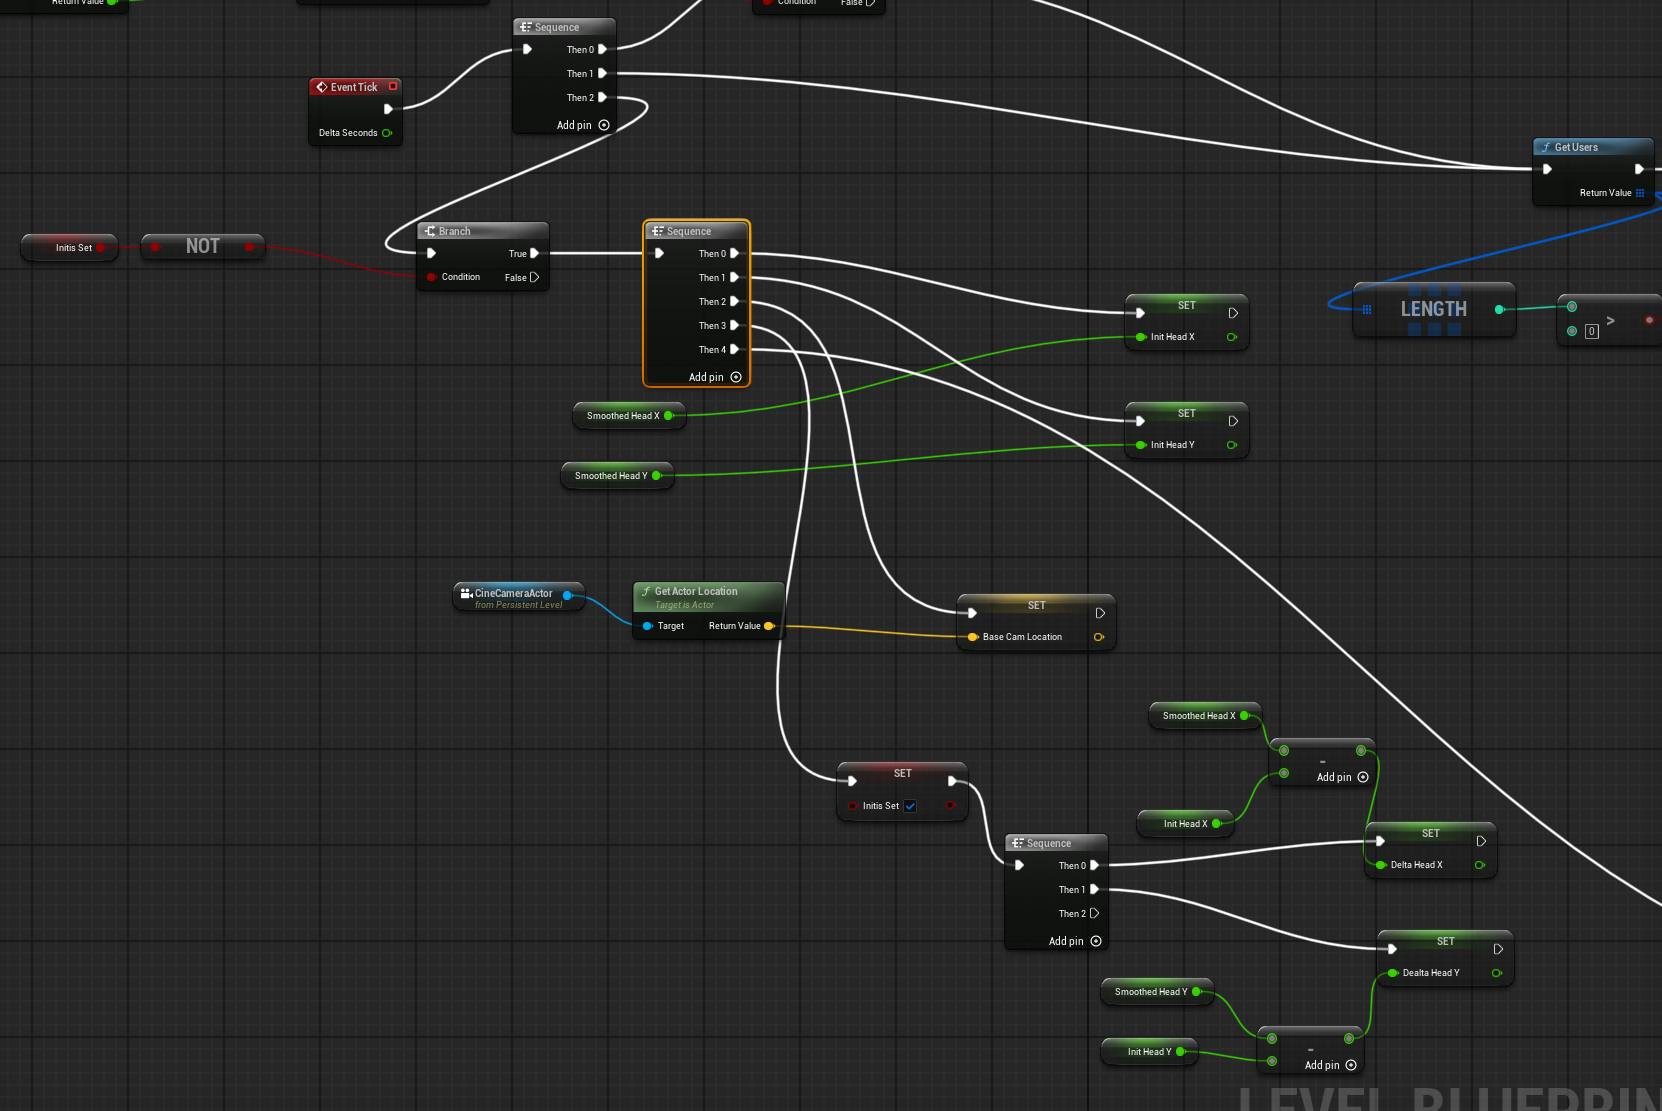 Return Value
Condition
False
Sequence
Then 0
Then 1
Then 2
Add pin
Event Tick
Delta Seconds
Get Users
Return Value
Initis Set
NOT
Branch
True
Condition
False
Sequence
Then 0
Then 1
Then 2
Then 3
Then 4
Add pin
SET
Init Head X
LENGTH
>
0
Smoothed Head X
SET
Init Head Y
Smoothed Head Y
CineCameraActor
from Persistent Level
Get Actor Location
Target is Actor
Target
Return Value
SET
Base Cam Location
Smoothed Head X
-
Add pin
Init Head X
SET
Initis Set
SET
Delta Head X
Sequence
Then 0
Then 1
Then 2
Add pin
SET
Dealta Head Y
Smoothed Head Y
-
Add pin
Init Head Y
LEVEL BLUEPRIN